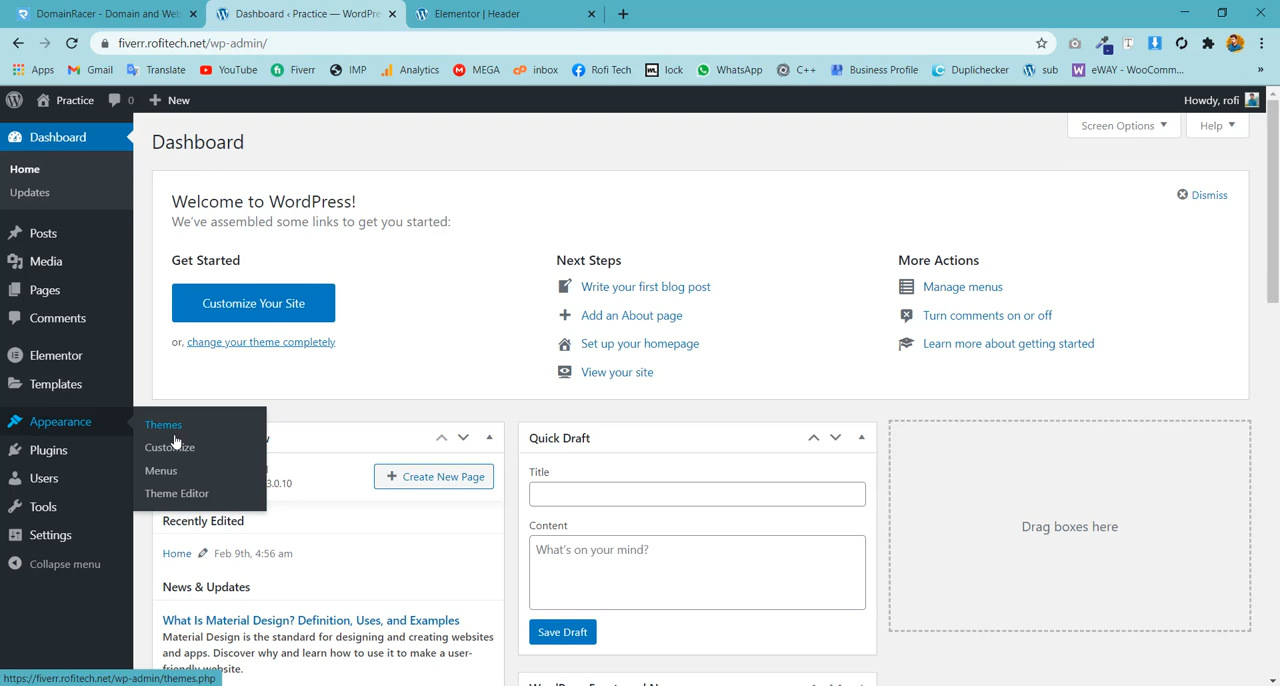 DomainRacer - Domain and Web
Dashboard ‹ Practice — WordPre
Elementor | Header
fiverr.rofitech.net/wp-admin/
Apps
Gmail
Translate
YouTube
Fiverr
IMP
Analytics
MEGA
inbox
Rofi Tech
lock
WhatsApp
C++
Business Profile
Duplichecker
sub
eWAY - WooComm...
»
Practice
0
New
Howdy, rofi
Dashboard
Home
Updates
Posts
Media
Pages
Comments
Elementor
Templates
Appearance
Plugins
Users
Tools
Settings
Collapse menu
Themes
Customize
Menus
Theme Editor
Dashboard
Screen Options
Help
Welcome to WordPress!
We've assembled some links to get you started:
Dismiss
Get Started
Customize Your Site
or, change your theme completely
Next Steps
Write your first blog post
Add an About page
Set up your homepage
View your site
More Actions
Manage menus
Turn comments on or off
Learn more about getting started
3.0.10
Create New Page
Recently Edited
Home Feb 9th, 4:56 am
News & Updates
What Is Material Design? Definition, Uses, and Examples
Material Design is the standard for designing and creating websites
and apps. Discover why and learn how to use it to make a user-
friendly website.
Quick Draft
Title
Content
What's on your mind?
Save Draft
Drag boxes here
https://fiverr.rofitech.net/wp-admin/themes.php